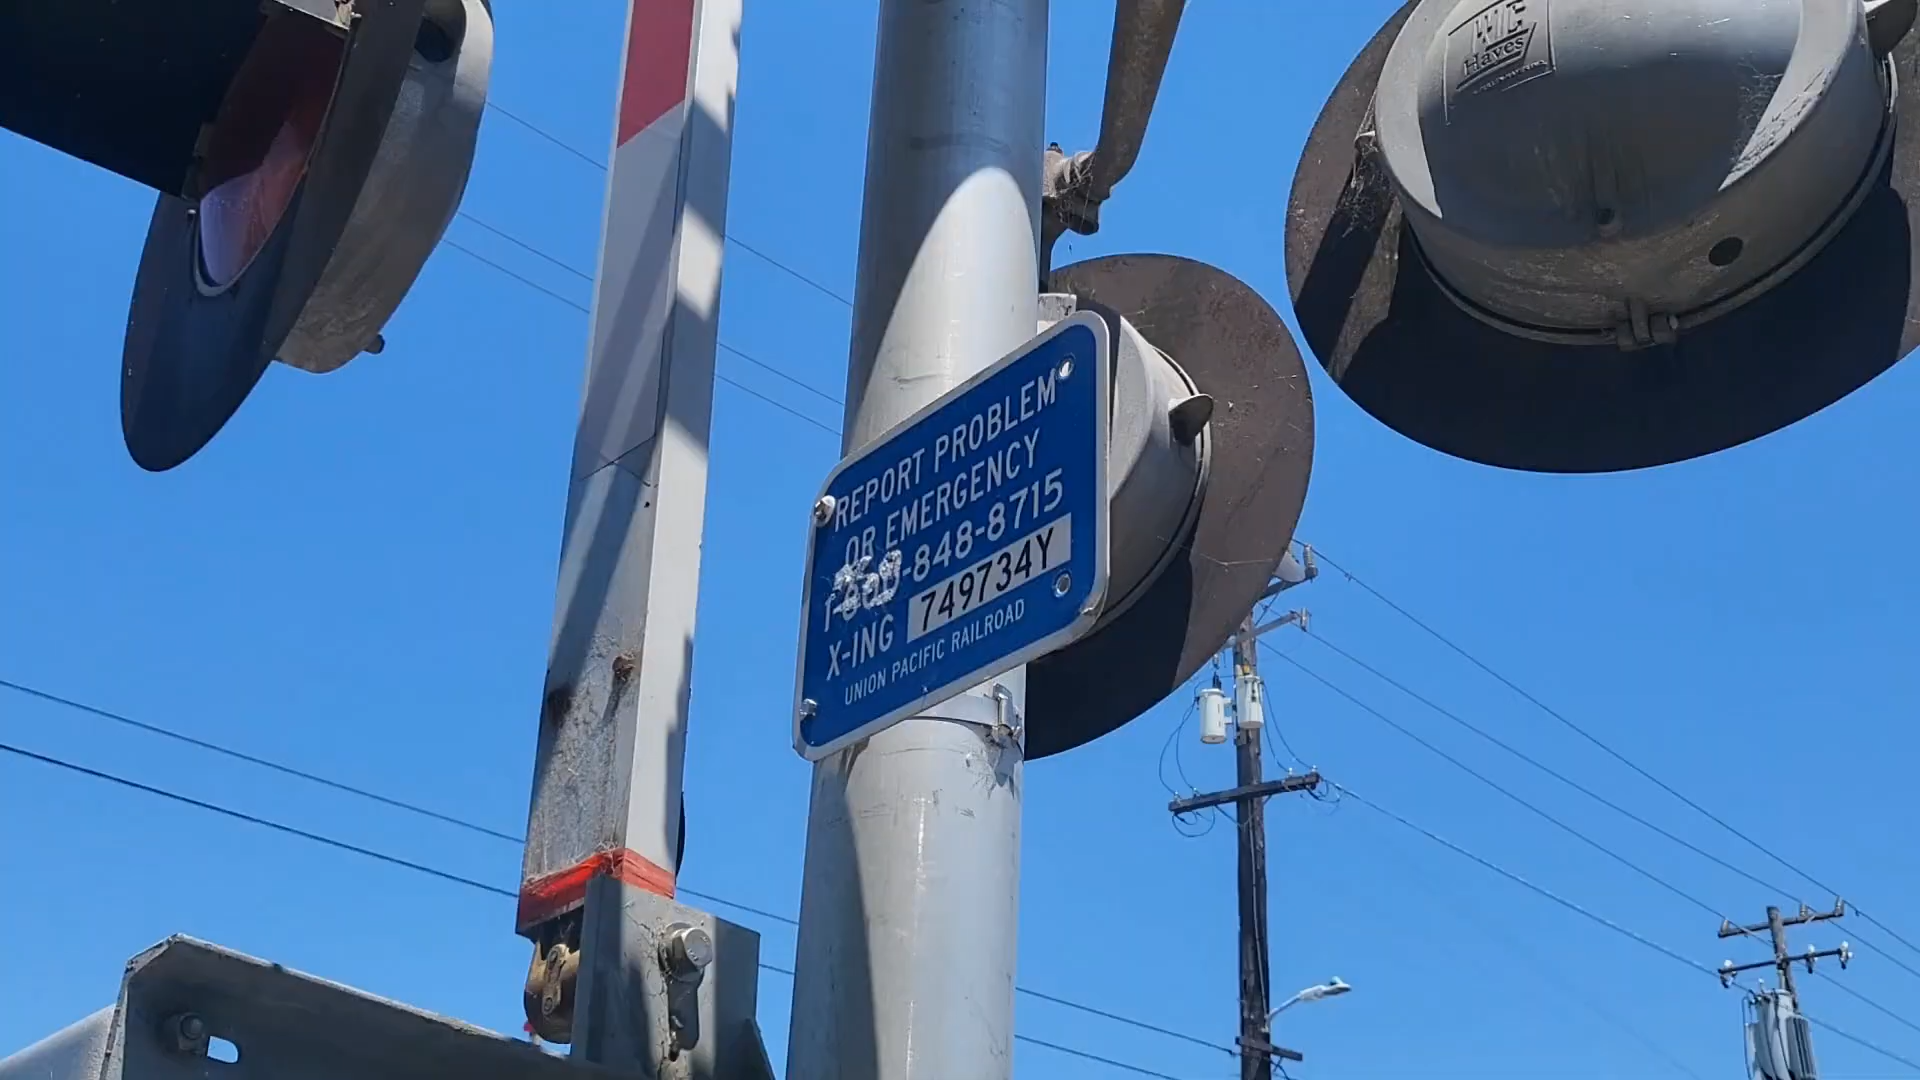 Hayes
REPORT PROBLEM
OR EMERGENCY
-848-8715
X-ING 749734Y
UNION PACIFIC RAILROAD